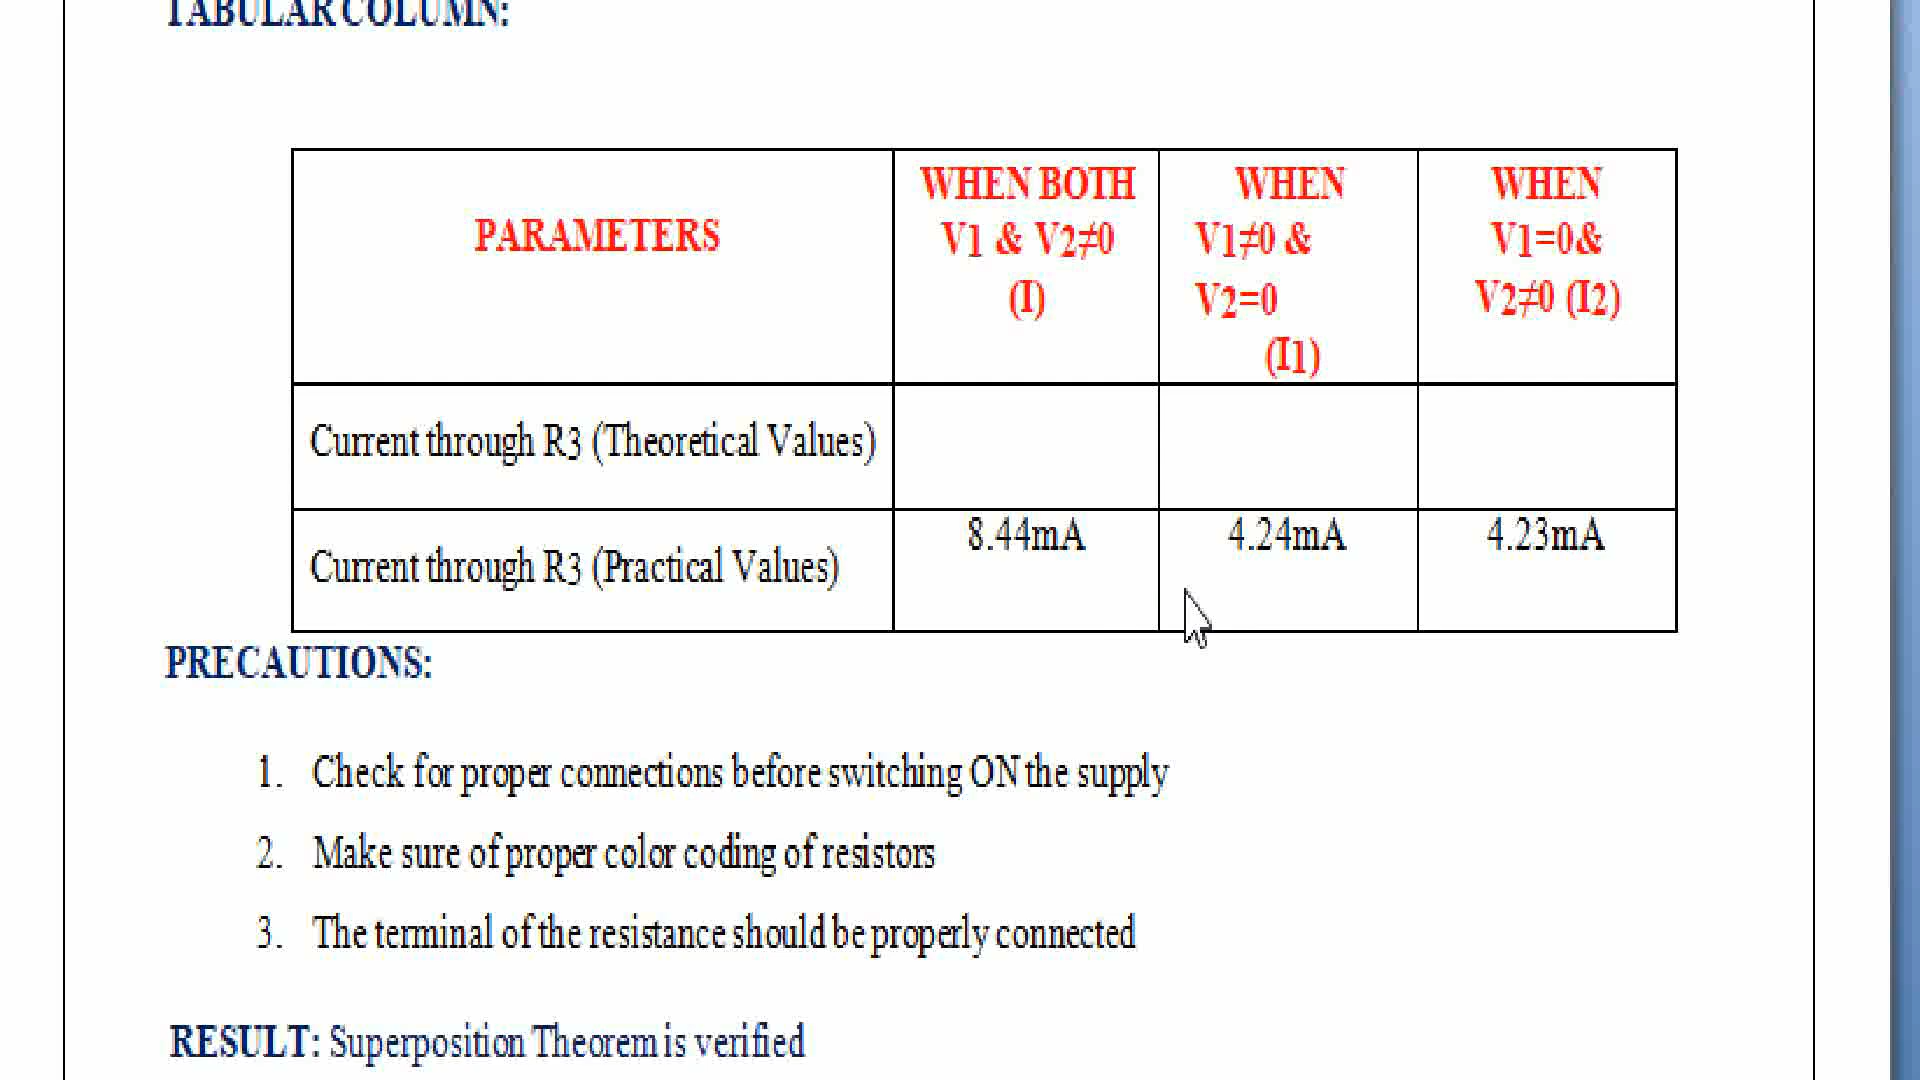 TABULAR COLUMN:
PARAMETERS
WHEN BOTH
V1 & V2≠0
(I)
WHEN
V1≠0 &
V2=0
(I1)
WHEN
V1=0&
V2≠0 (I2)
Current through R3 (Theoretical Values)
Current through R3 (Practical Values)
8.44mA
4.24mA
4.23mA
PRECAUTIONS:
1. Check for proper connections before switching ON the supply
2. Make sure of proper color coding of resistors
3. The terminal of the resistance should be properly connected
RESULT: Superposition Theorem is verified